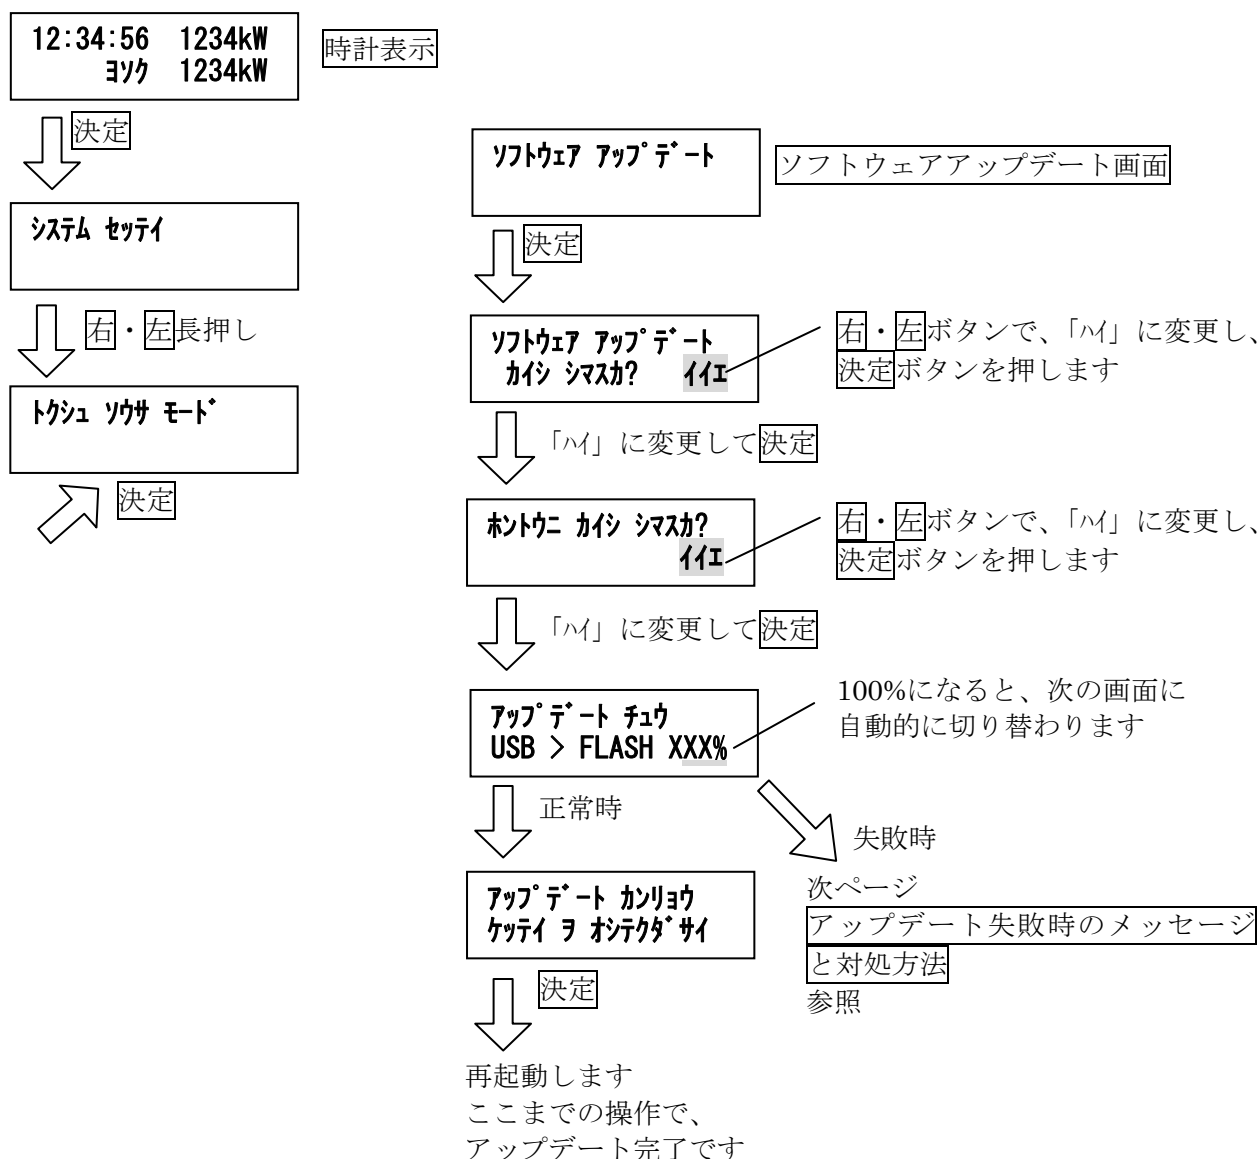 12:34:56 1234kW
ﾖｿｸ 1234kW
時計表示
決定
ｼｽﾃﾑ ｾｯﾃｲ
右・左長押し
ﾄｸｼｭ ｿｳｻ ﾓｰﾄﾞ
決定
ｿﾌﾄｳｪｱ ｱｯﾌﾟﾃﾞｰﾄ
ソフトウェアアップデート画面
決定
ｿﾌﾄｳｪｱ ｱｯﾌﾟﾃﾞｰﾄ
ｶｲｼ ｼﾏｽｶ? ｲｲｴ
右・左ボタンで、「ﾊｲ」に変更し、
決定ボタンを押します
「ﾊｲ」に変更して決定
ﾎﾝﾄｳﾆ ｶｲｼ ｼﾏｽｶ?
ｲｲｴ
右・左ボタンで、「ﾊｲ」に変更し、
決定ボタンを押します
「ﾊｲ」に変更して決定
ｱｯﾌﾟﾃﾞｰﾄ ﾁｭｳ
USB > FLASH XXX%
100%になると、次の画面に
自動的に切り替わります
正常時
失敗時
次ページ
アップデート失敗時のメッセージ
と対処方法
参照
ｱｯﾌﾟﾃﾞｰﾄ ｶﾝﾘｮｳ
ｹｯﾃｲ ｦ ｵｼﾃｸﾀﾞｻｲ
決定
再起動します
ここまでの操作で、
アップデート完了です